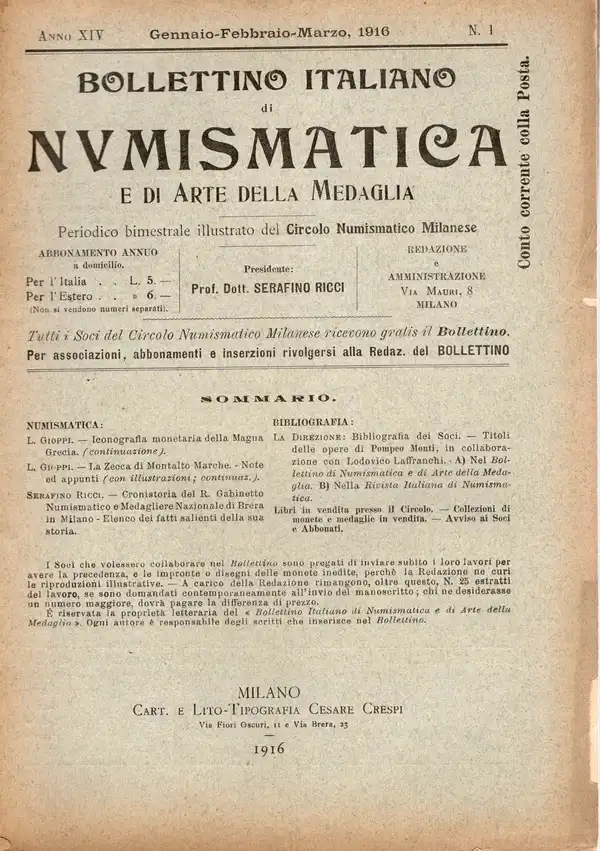 ANNO XIV Gennaio-Febbraio-Marzo, 1916 N. 1
BOLLETTINO ITALIANO
di
NVMISMATICA
E DI ARTE DELLA MEDAGLIA
Conto corrente colla Posta.
Periodico bimestrale illustrato del Circolo Numismatico Milanese
ABBONAMENTO ANNUO
a domicilio.
Per l'Italia . . L. 5. —
Per l'Estero . . » 6. —
(Non si vendono numeri separati).
Presidente:
Prof. Dott. SERAFINO RICCI
REDAZIONE
e
AMMINISTRAZIONE
VIA MAURI, 8
MILANO
Tutti i Soci del Circolo Numismatico Milanese ricevono gratis il Bollettino.
Per associazioni, abbonamenti e inserzioni rivolgersi alla Redaz. del BOLLETTINO
SOMMARIO.
NUMISMATICA:
L. GIOPPI. — Iconografia monetaria della Magna
Grecia. (continuazione).
L. GIOPPI. — La Zecca di Montalto Marche. - Note
ed appunti (con illustrazioni; continuaz.).
SERAFINO RICCI. — Cronistoria del R. Gabinetto
Numismatico e Medagliere Nazionale di Brera
in Milano - Elenco dei fatti salienti della sua
storia.
BIBLIOGRAFIA:
LA DIREZIONE: Bibliografia dei Soci. — Titoli
delle opere di Pompeo Monti, in collabora-
zione con Lodovico Laffranchi. - A) Nel Bol-
lettino di Numismatica e di Arte della Meda-
glia. B) Nella Rivista Italiana di Numisma-
tica.
Libri in vendita presso il Circolo. — Collezioni di
monete e medaglie in vendita. — Avviso ai Soci
e Abbonati.
I Soci che volessero collaborare nel Bollettino sono pregati di inviare subito i loro lavori per
avere la precedenza, e le impronte o disegni delle monete inedite, perchè la Redazione ne curi
le riproduzioni illustrative. — A carico della Redazione rimangono, oltre questo, N. 25 estratti
del lavoro, se sono domandati contemporaneamente all'invio del manoscritto; chi ne desiderasse
un numero maggiore, dovrà pagare la differenza di prezzo.
È riservata la proprietà letteraria del « Bollettino Italiano di Numismatica e di Arte della
Medaglia ». Ogni autore è responsabile degli scritti che inserisce nel Bollettino.
MILANO
CART. E LITO-TIPOGRAFIA CESARE CRESPI
Via Fiori Oscuri, 11 e Via Brera, 23
1916